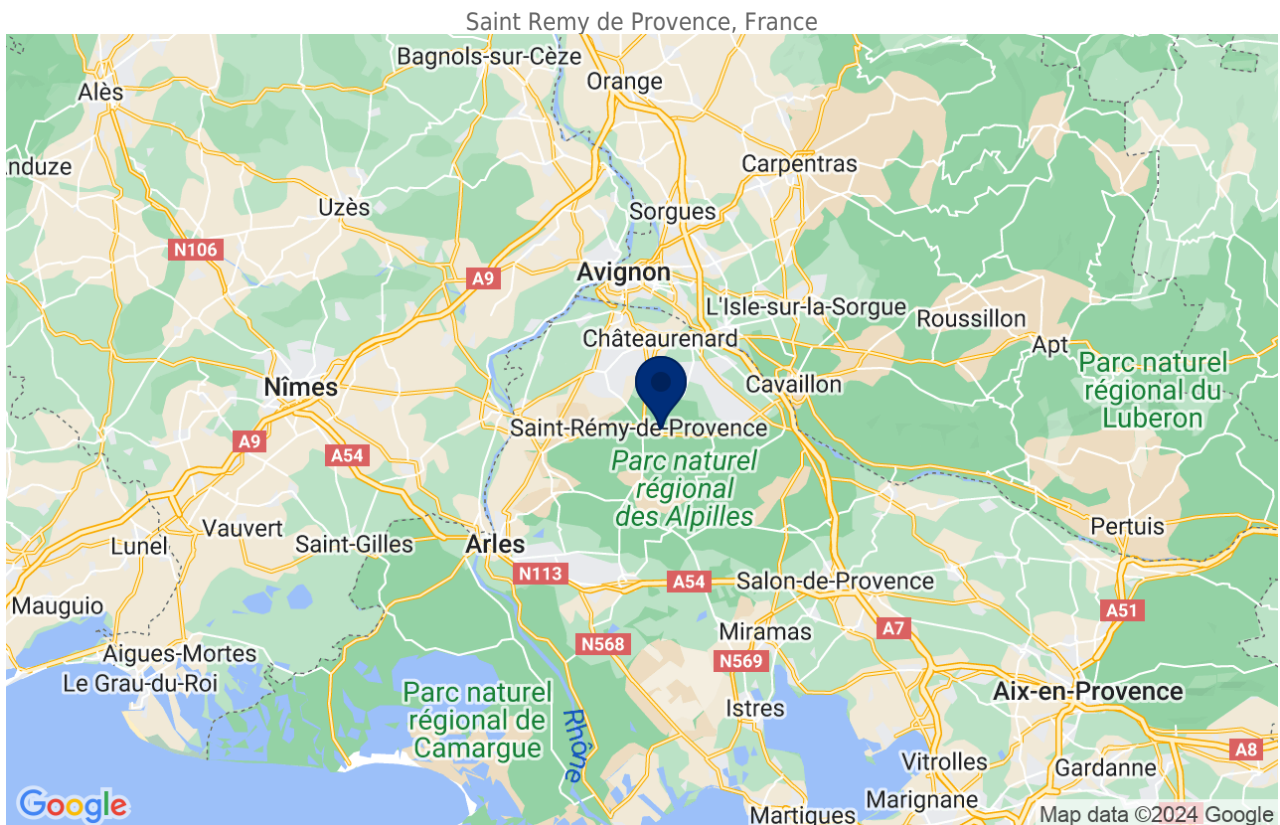 Saint Remy de Provence, France
Bagnols-sur-Cèze
Orange
Alès
nduze
Carpentras
Uzès
Sorgues
N106
Avignon
A9
L'Isle-sur-la-Sorgue
Roussillon
Châteaurenard
Apt
Parc naturel
régional du
Luberon
Nîmes
Cavaillon
Saint-Rémy-de-Provence
A9
A54
Parc naturel
régional
des Alpilles
Vauvert
Pertuis
Lunel
Saint-Gilles
Arles
N113
A54
Salon-de-Provence
Mauguio
A51
A7
Miramas
N568
Aigues-Mortes
N569
Le Grau-du-Roi
Aix-en-Provence
Parc naturel
régional de
Camargue
Istres
Rhône
A8
Vitrolles
Gardanne
Marignane
Google
Martigues
Map data ©2024 Google